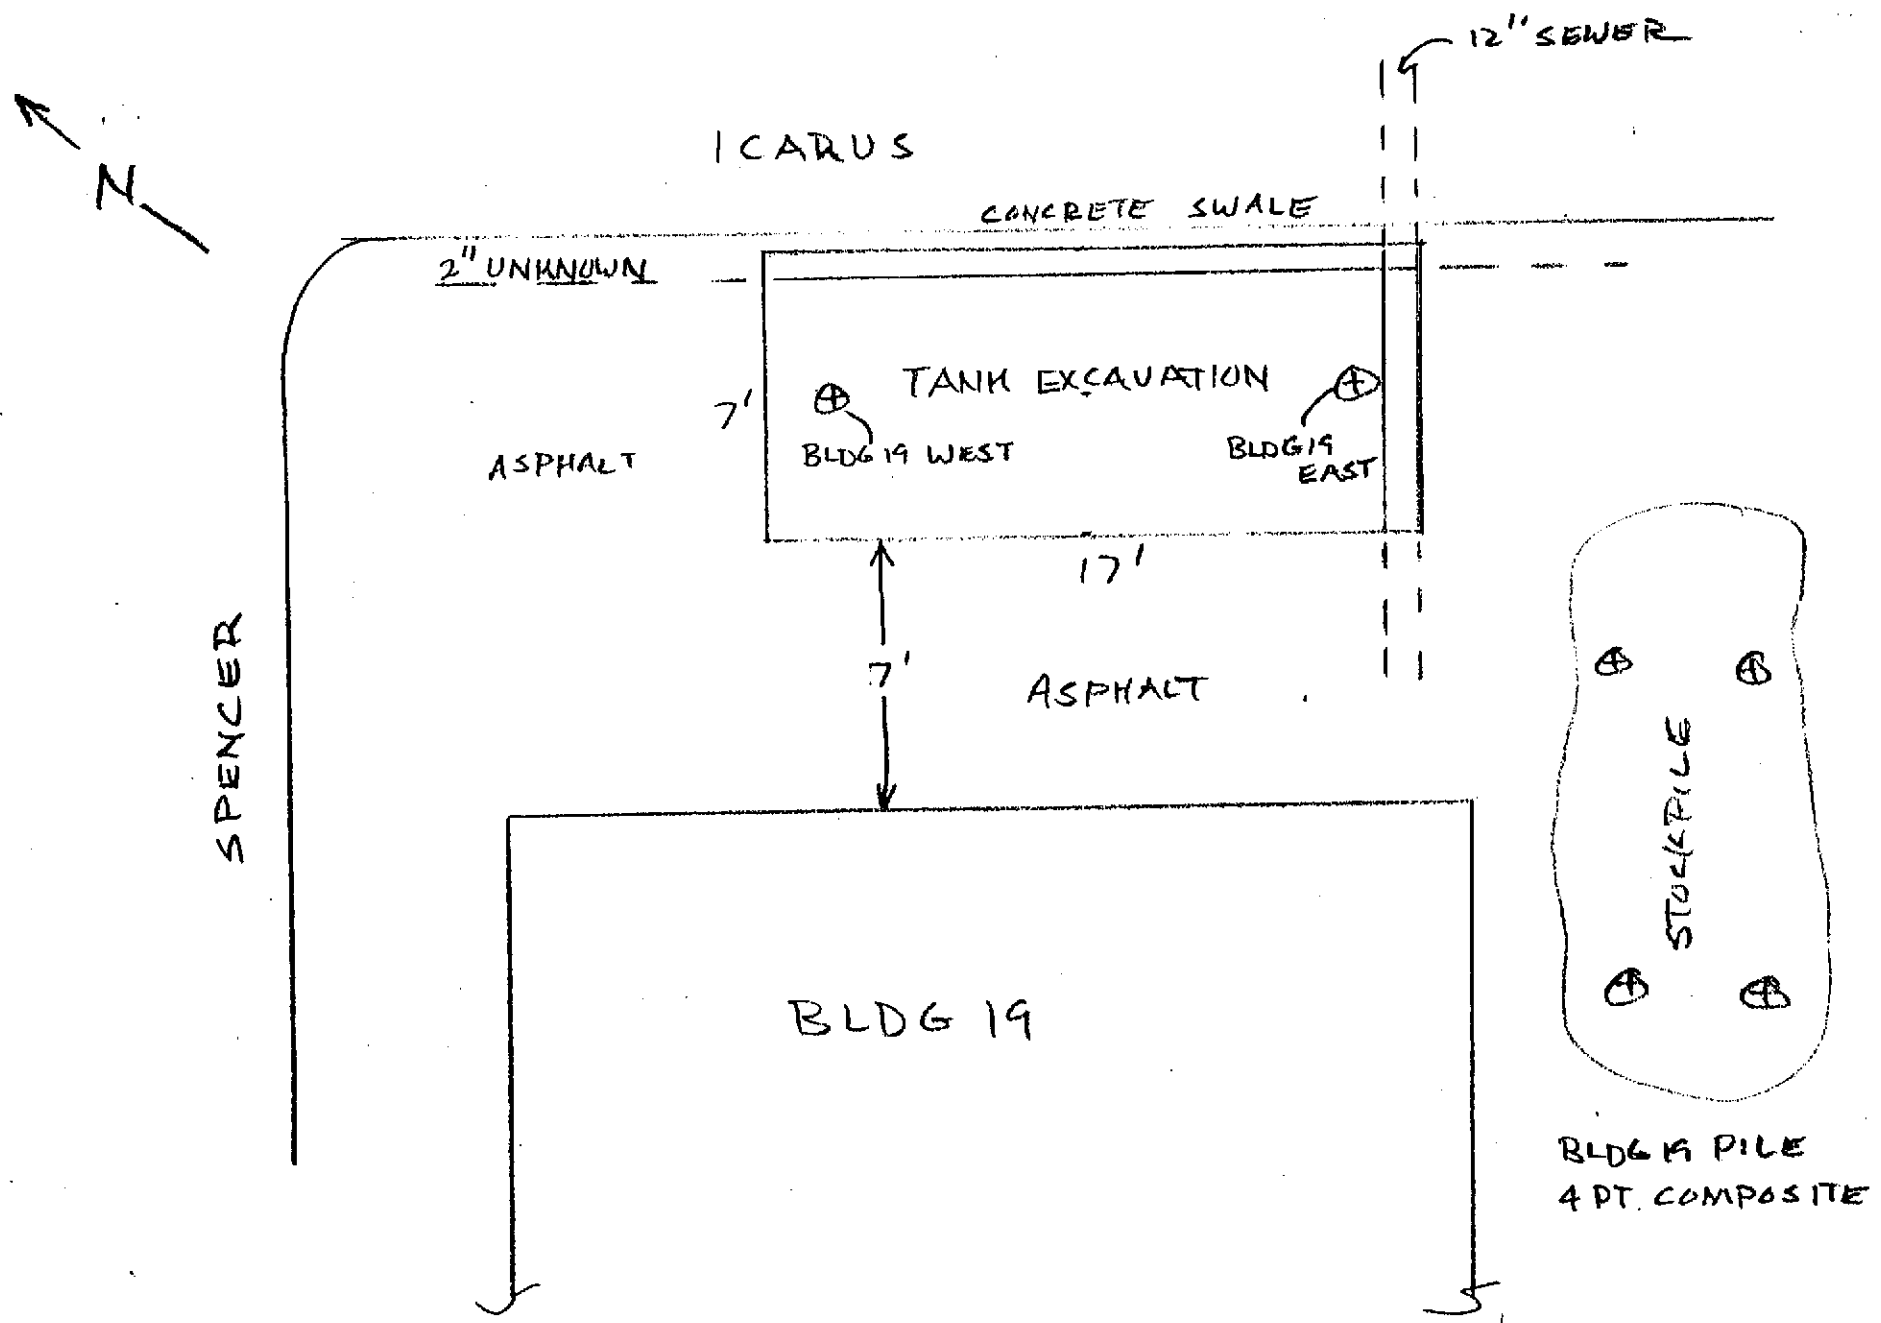 12" SEWER
N
ICARUS
CONCRETE SWALE
2" UNKNOWN
TANK EXCAVATION
7'
BLDG 19 WEST
BLDG 19
EAST
ASPHALT
17'
SPENCER
7'
ASPHALT
STOCKPILE
BLDG 19
BLDG 19 PILE
4 PT. COMPOSITE